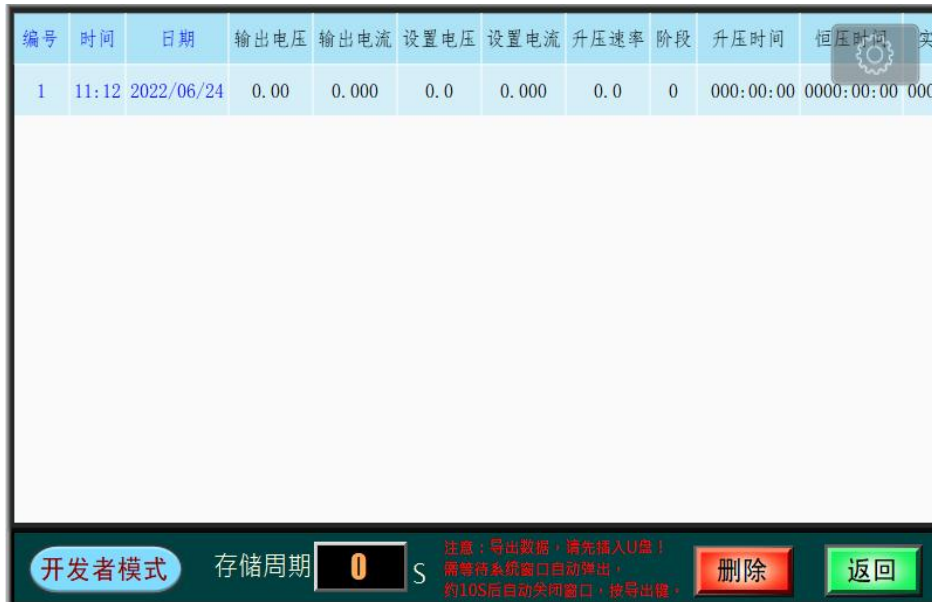 编号 时间 日期 输出电压 输出电流 设置电压 设置电流 升压速率 阶段 升压时间 恒压时间 实
1 11:12 2022/06/24 0.00 0.000 0.0 0.000 0.0 0 000:00:00 0000:00:00 000
开发者模式 存储周期 0 S
注意：导出数据，请先插入U盘！
需等待系统窗口自动弹出，
约10S后自动关闭窗口，按导出键。
删除 返回